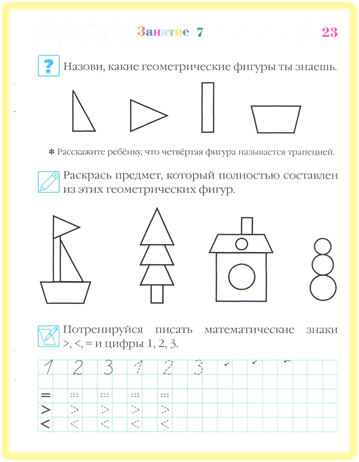 Занятие 7
23
Назови, какие геометрические фигуры ты знаешь.
* Расскажите ребёнку, что четвёртая фигура называется трапецией.
Раскрась предмет, который полностью составлен
из этих геометрических фигур.
Потренируйся писать математические знаки
>, <, = и цифры 1, 2, 3.
1 2 3 1 2 3
= = = = = =
> > > > > >
< < < < < <